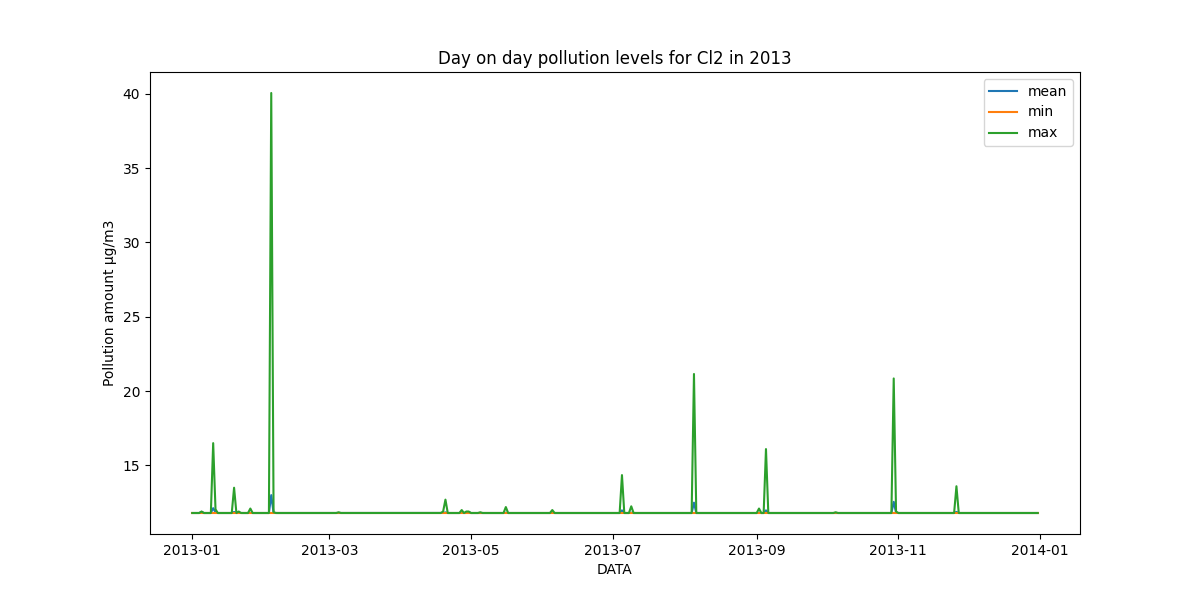 Day on day pollution levels for Cl2 in 2013
mean
min
max
Pollution amount µg/m3
40
35
30
25
20
15
2013-01
2013-03
2013-05
2013-07
2013-09
2013-11
2014-01
DATA